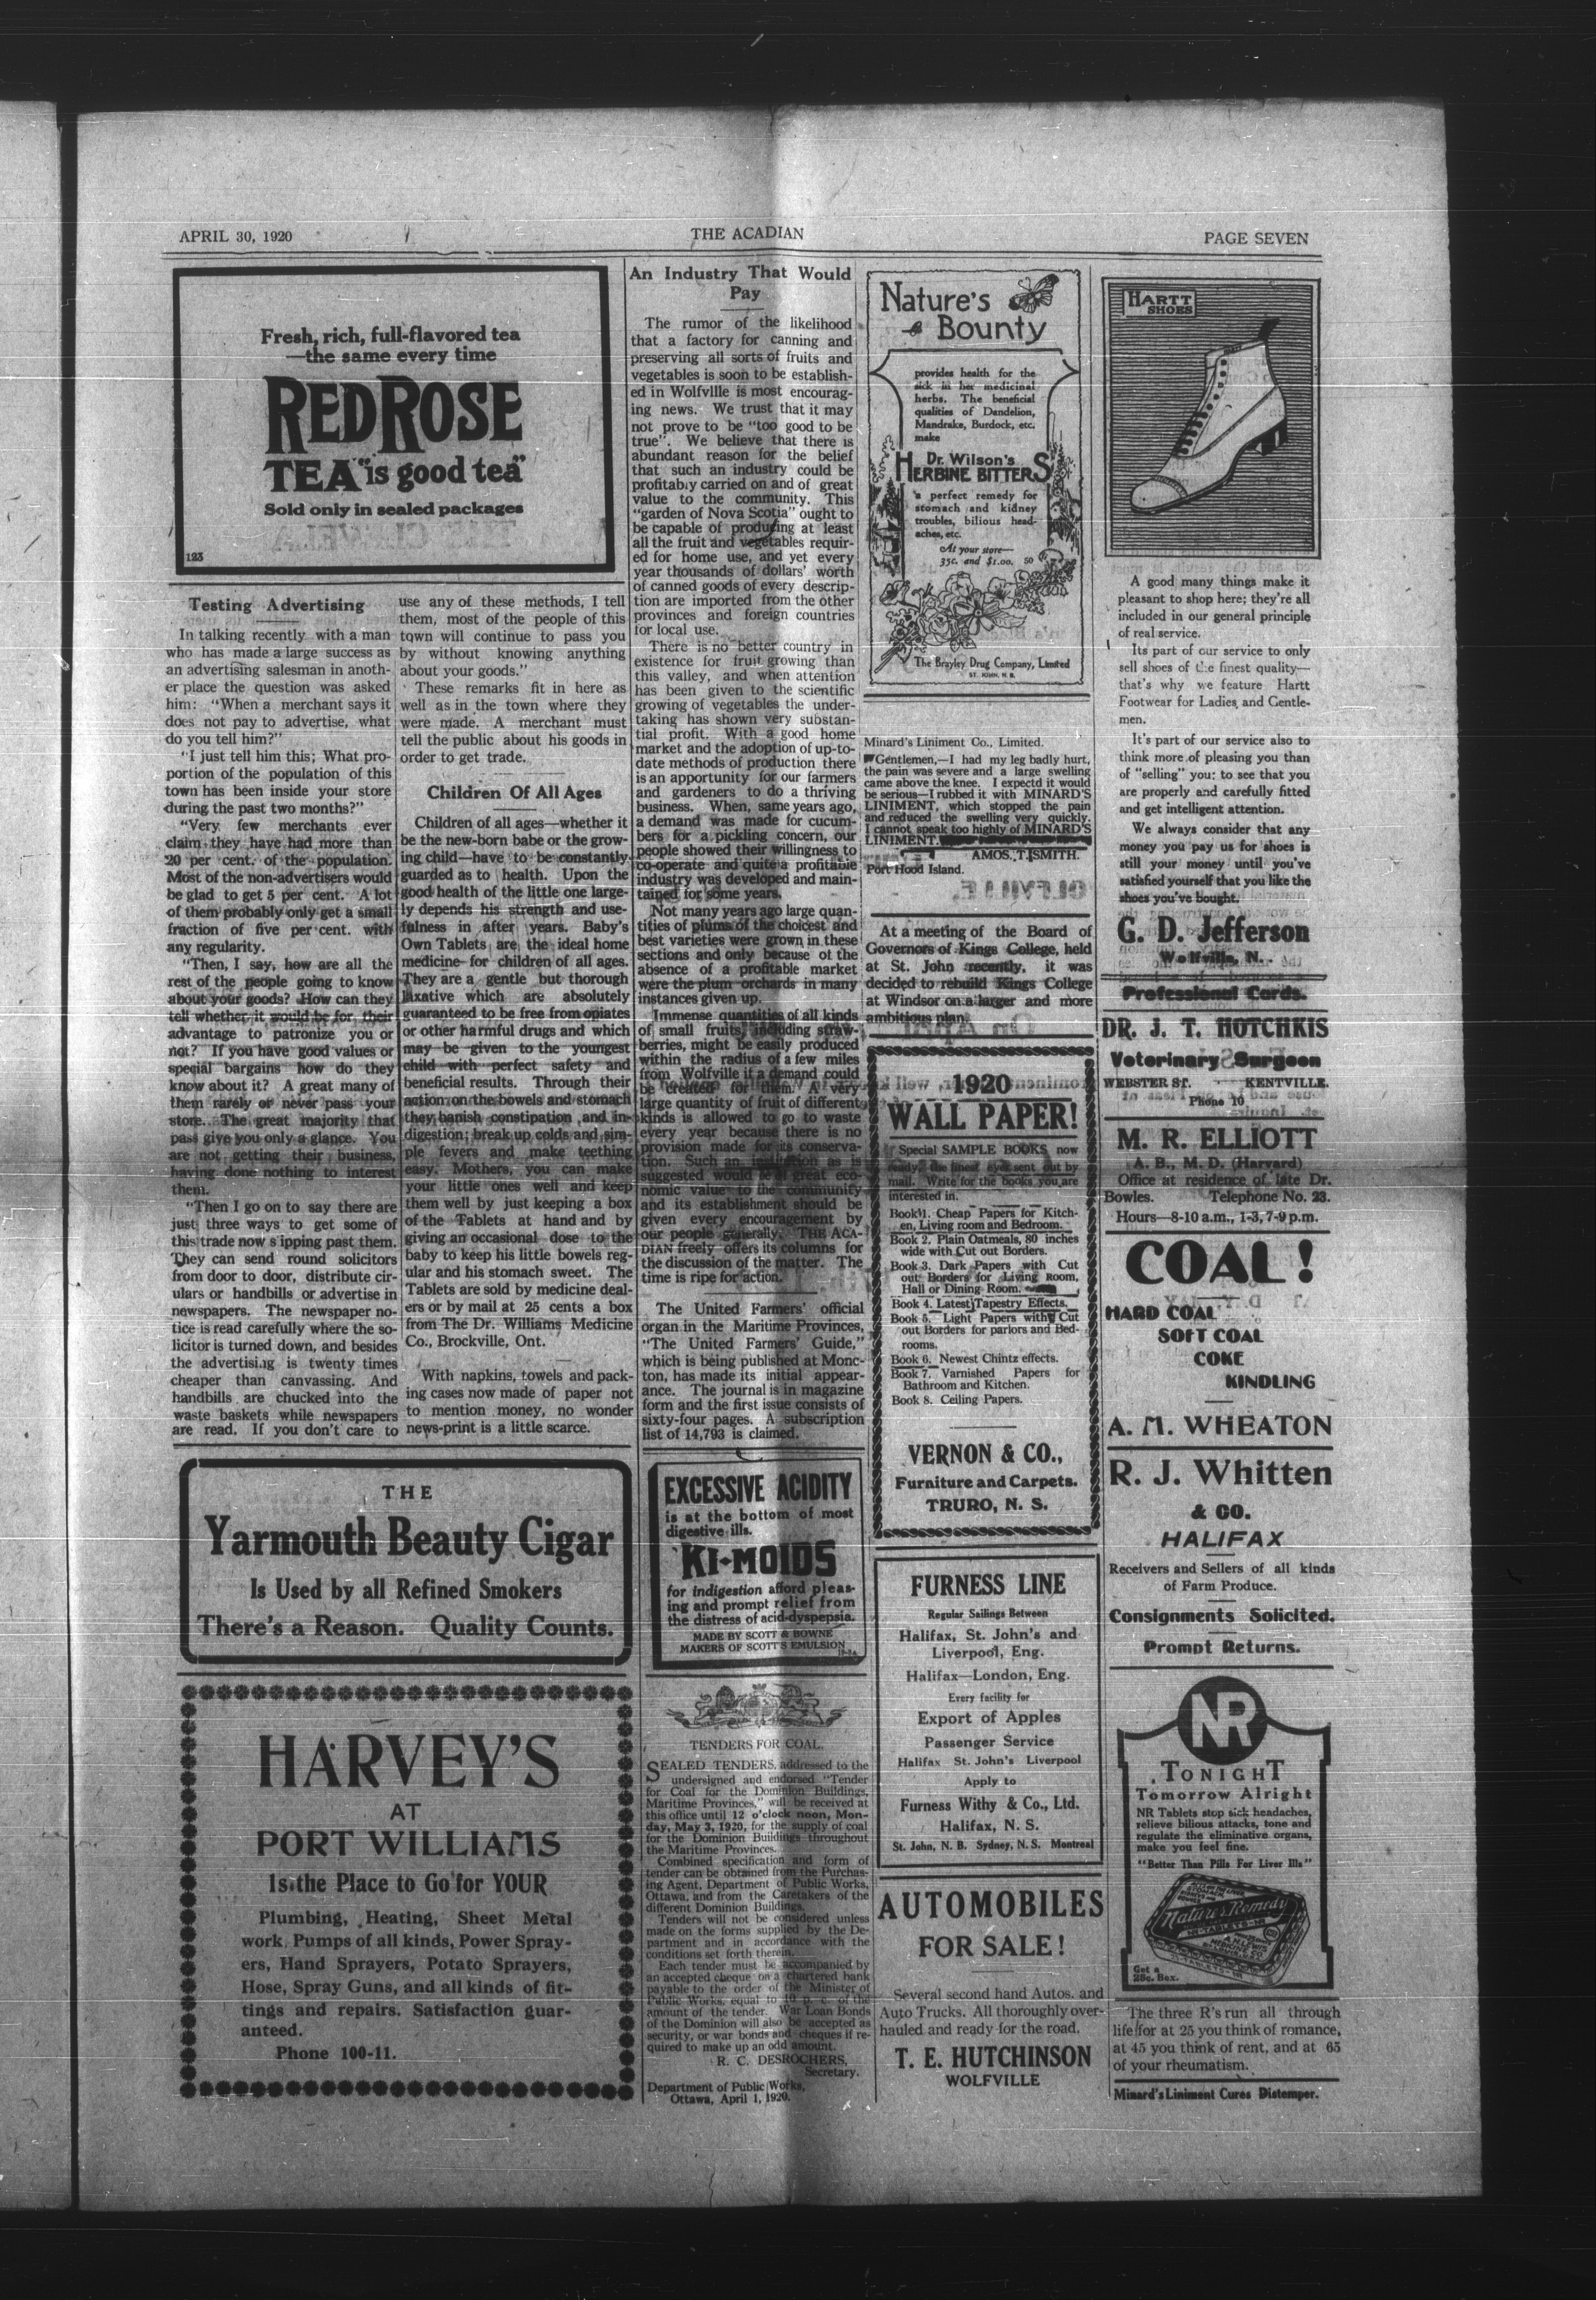 APRIL 30, 1920
THE ACADIAN
PAGE SEVEN
Fresh, rich, full-flavored tea
—the same every time
RED ROSE
TEA "is good tea"
Sold only in sealed packages
123
Testing Advertising
In talking recently with a man
who has made a large success as
an advertising salesman in anoth-
er place the question was asked
him: "When a merchant says it
does not pay to advertise, what
do you tell him?"
"I just tell him this; What pro-
portion of the population of this
town has been inside your store
during the past two months?"
"Very few merchants ever
claim they have had more than
20 per cent. of the population.
Most of the non-advertisers would
be glad to get 5 per cent. A lot
of them probably only get a small
fraction of five per cent. with
any regularity.
"Then, I say, how are all the
rest of the people going to know
about your goods? How can they
tell whether it would be for their
advantage to patronize you or
not? If you have good values or
special bargains how do they
know about it? A great many of
them rarely or never pass your
store. The great majority that
pass give you only a glance. You
are not getting their business,
having done nothing to interest
them.
"Then I go on to say there are
just three ways to get some of
this trade now s ipping past them.
They can send round solicitors
from door to door, distribute cir-
ulars or handbills or advertise in
newspapers. The newspaper no-
tice is read carefully where the so-
licitor is turned down, and besides
the advertising is twenty times
cheaper than canvassing. And
handbills are chucked into the
waste baskets while newspapers
are read. If you don't care to
use any of these methods, I tell
them, most of the people of this
town will continue to pass you
by without knowing anything
about your goods."
These remarks fit in here as
well as in the town where they
were made. A merchant must
tell the public about his goods in
order to get trade.
Children Of All Ages
Children of all ages—whether it
be the new-born babe or the grow-
ing child—have to be constantly
guarded as to health. Upon the
good health of the little one large-
ly depends his strength and use-
fulness in after years. Baby's
Own Tablets are the ideal home
medicine for children of all ages.
They are a gentle but thorough
laxative which are absolutely
guaranteed to be free from opiates
or other harmful drugs and which
may be given to the youngest
child with perfect safety and
beneficial results. Through their
action on the bowels and stomach
they banish constipation and in-
digestion; break up colds and sim-
ple fevers and make teething
easy. Mothers, you can make
your little ones well and keep
them well by just keeping a box
of the Tablets at hand and by
giving an occasional dose to the
baby to keep his little bowels reg-
ular and his stomach sweet. The
Tablets are sold by medicine deal-
ers or by mail at 25 cents a box
from The Dr. Williams Medicine
Co., Brockville, Ont.
With napkins, towels and pack-
ing cases now made of paper not
to mention money, no wonder
news-print is a little scarce.
THE
Yarmouth Beauty Cigar
Is Used by all Refined Smokers
There's a Reason. Quality Counts.
HARVEY'S
AT
PORT WILLIAMS
Is the Place to Go for YOUR
Plumbing, Heating, Sheet Metal
work, Pumps of all kinds, Power Spray-
ers, Hand Sprayers, Potato Sprayers,
Hose, Spray Guns, and all kinds of fit-
tings and repairs. Satisfaction guar-
anteed.
Phone 100-11.
An Industry That Would
Pay
The rumor of the likelihood
that a factory for canning and
preserving all sorts of fruits and
vegetables is soon to be establish-
ed in Wolfville is most encourag-
ing news. We trust that it may
not prove to be "too good to be
true". We believe that there is
abundant reason for the belief
that such an industry could be
profitably carried on and of great
value to the community. This
"garden of Nova Scotia" ought to
be capable of producing at least
all the fruit and vegetables requir-
ed for home use, and yet every
year thousands of dollars' worth
of canned goods of every descrip-
tion are imported from the other
provinces and foreign countries
for local use.
There is no better country in
existence for fruit growing than
this valley, and when attention
has been given to the scientific
growing of vegetables the under-
taking has shown very substan-
tial profit. With a good home
market and the adoption of up-to-
date methods of production there
is an apportunity for our farmers
and gardeners to do a thriving
business. When, same years ago,
a demand was made for cucum-
bers for a pickling concern, our
people showed their willingness to
co-operate and quite a profitable
industry was developed and main-
tained for some years.
Not many years ago large quan-
tities of plums of the choicest and
best varieties were grown in these
sections and only because ot the
absence of a profitable market
were the plum orchards in many
instances given up.
Immense quantities of all kinds
of small fruits, including straw-
berries, might be easily produced
within the radius of a few miles
from Wolfville if a demand could
be created for them. A very
large quantity of fruit of different
kinds is allowed to go to waste
every year because there is no
provision made for its conserva-
tion. Such an institution as is
suggested would be of great eco-
nomic value to the community
and its establishment should be
given every encouragement by
our people generally. THE ACA-
DIAN freely offers its columns for
the discussion of the matter. The
time is ripe for action.
The United Farmers' official
organ in the Maritime Provinces,
"The United Farmers' Guide,"
which is being published at Monc-
ton, has made its initial appear-
ance. The journal is in magazine
form and the first issue consists of
sixty-four pages. A subscription
list of 14,793 is claimed.
EXCESSIVE ACIDITY
is at the bottom of most
digestive ills.
KI-MOIDS
for indigestion afford pleas-
ing and prompt relief from
the distress of acid-dyspepsia.
MADE BY SCOTT & BOWNE
MAKERS OF SCOTT'S EMULSION
TENDERS FOR COAL.
SEALED TENDERS, addressed to the
undersigned and endorsed "Tender
for Coal for the Dominion Buildings,
Maritime Provinces," will be received at
this office until 12 o'clock noon, Mon-
day, May 3, 1920, for the supply of coal
for the Dominion Buildings throughout
the Maritime Provinces.
Combined specification and form of
tender can be obtained from the Purchas-
ing Agent, Department of Public Works,
Ottawa, and from the Caretakers of the
different Dominion Buildings.
Tenders will not be considered unless
made on the forms supplied by the De-
partment and in accordance with the
conditions set forth therein.
Each tender must be accompanied by
an accepted cheque on a chartered bank
payable to the order of the Minister of
Public Works, equal to 10 p. c. of the
amount of the tender. War Loan Bonds
of the Dominion will also be accepted as
security, or war bonds and cheques if re-
quired to make up an odd amount.
R. C. DESROCHERS,
Secretary.
Department of Public Works,
Ottawa, April 1, 1920.
Nature's
Bounty
provides health for the
sick in her medicinal
herbs. The beneficial
qualities of Dandelion,
Mandrake, Burdock, etc.
make
Dr. Wilson's
HERBINE BITTERS
a perfect remedy for
stomach and kidney
troubles, bilious head-
aches, etc.
At your store—
35c. and $1.00. 50
The Brayley Drug Company, Limited
ST. JOHN, N. B.
Minard's Liniment Co., Limited.
Gentlemen,—I had my leg badly hurt,
the pain was severe and a large swelling
came above the knee. I expectd it would
be serious—I rubbed it with MINARD'S
LINIMENT, which stopped the pain
and reduced the swelling very quickly.
I cannot speak too highly of MINARD'S
LINIMENT.
AMOS. T. SMITH.
Port Hood Island.
At a meeting of the Board of
Governors of Kings College, held
at St. John recently, it was
decided to rebuild Kings College
at Windsor on a larger and more
ambitious plan.
1920
WALL PAPER!
Special SAMPLE BOOKS now
ready, the finest ever sent out by
mail. Write for the books you are
interested in.
Book 1. Cheap Papers for Kitch-
en, Living room and Bedroom.
Book 2. Plain Oatmeals, 30 inches
wide with Cut out Borders.
Book 3. Dark Papers with Cut
out Borders for Living Room,
Hall or Dining Room.
Book 4. Latest Tapestry Effects.
Book 5. Light Papers with Cut
out Borders for parlors and Bed-
rooms.
Book 6. Newest Chintz effects.
Book 7. Varnished Papers for
Bathroom and Kitchen.
Book 8. Ceiling Papers.
VERNON & CO.,
Furniture and Carpets.
TRURO, N. S.
FURNESS LINE
Regular Sailings Between
Halifax, St. John's and
Liverpool, Eng.
Halifax—London, Eng.
Every facility for
Export of Apples
Passenger Service
Halifax St. John's Liverpool
Apply to
Furness Withy & Co., Ltd.
Halifax, N. S.
St. John, N. B. Sydney, N. S. Montreal
AUTOMOBILES
FOR SALE!
Several second hand Autos. and
Auto Trucks. All thoroughly over-
hauled and ready for the road.
T. E. HUTCHINSON
WOLFVILLE
HARTT
SHOES
A good many things make it
pleasant to shop here; they're all
included in our general principle
of real service.
Its part of our service to only
sell shoes of the finest quality—
that's why we feature Hartt
Footwear for Ladies and Gentle-
men.
It's part of our service also to
think more of pleasing you than
of "selling" you; to see that you
are properly and carefully fitted
and get intelligent attention.
We always consider that any
money you pay us for shoes is
still your money until you've
satisfied yourself that you like the
shoes you've bought.
G. D. Jefferson
Wolfville, N. .
Professional Cards.
DR. J. T. HOTCHKIS
Veterinary Surgeon
WEBSTER ST. KENTVILLE.
Phone 10
M. R. ELLIOTT
A. B., M. D. (Harvard)
Office at residence of late Dr.
Bowles. Telephone No. 23.
Hours—8-10 a.m., 1-3, 7-9 p.m.
COAL!
HARD COAL
SOFT COAL
COKE
KINDLING
A. M. WHEATON
R. J. Whitten
& CO.
HALIFAX
Receivers and Sellers of all kinds
of Farm Produce.
Consignments Solicited.
Prompt Returns.
NR
TONIGHT
Tomorrow Alright
NR Tablets stop sick headaches,
relieve bilious attacks, tone and
regulate the eliminative organs,
make you feel fine.
"Better Than Pills For Liver Ills"
Nature's Remedy
NR-TABLETS-NR
Get a
25c. Box.
The three R's run all through
life for at 25 you think of romance,
at 45 you think of rent, and at 65
of your rheumatism.
Minard's Liniment Cures Distemper.